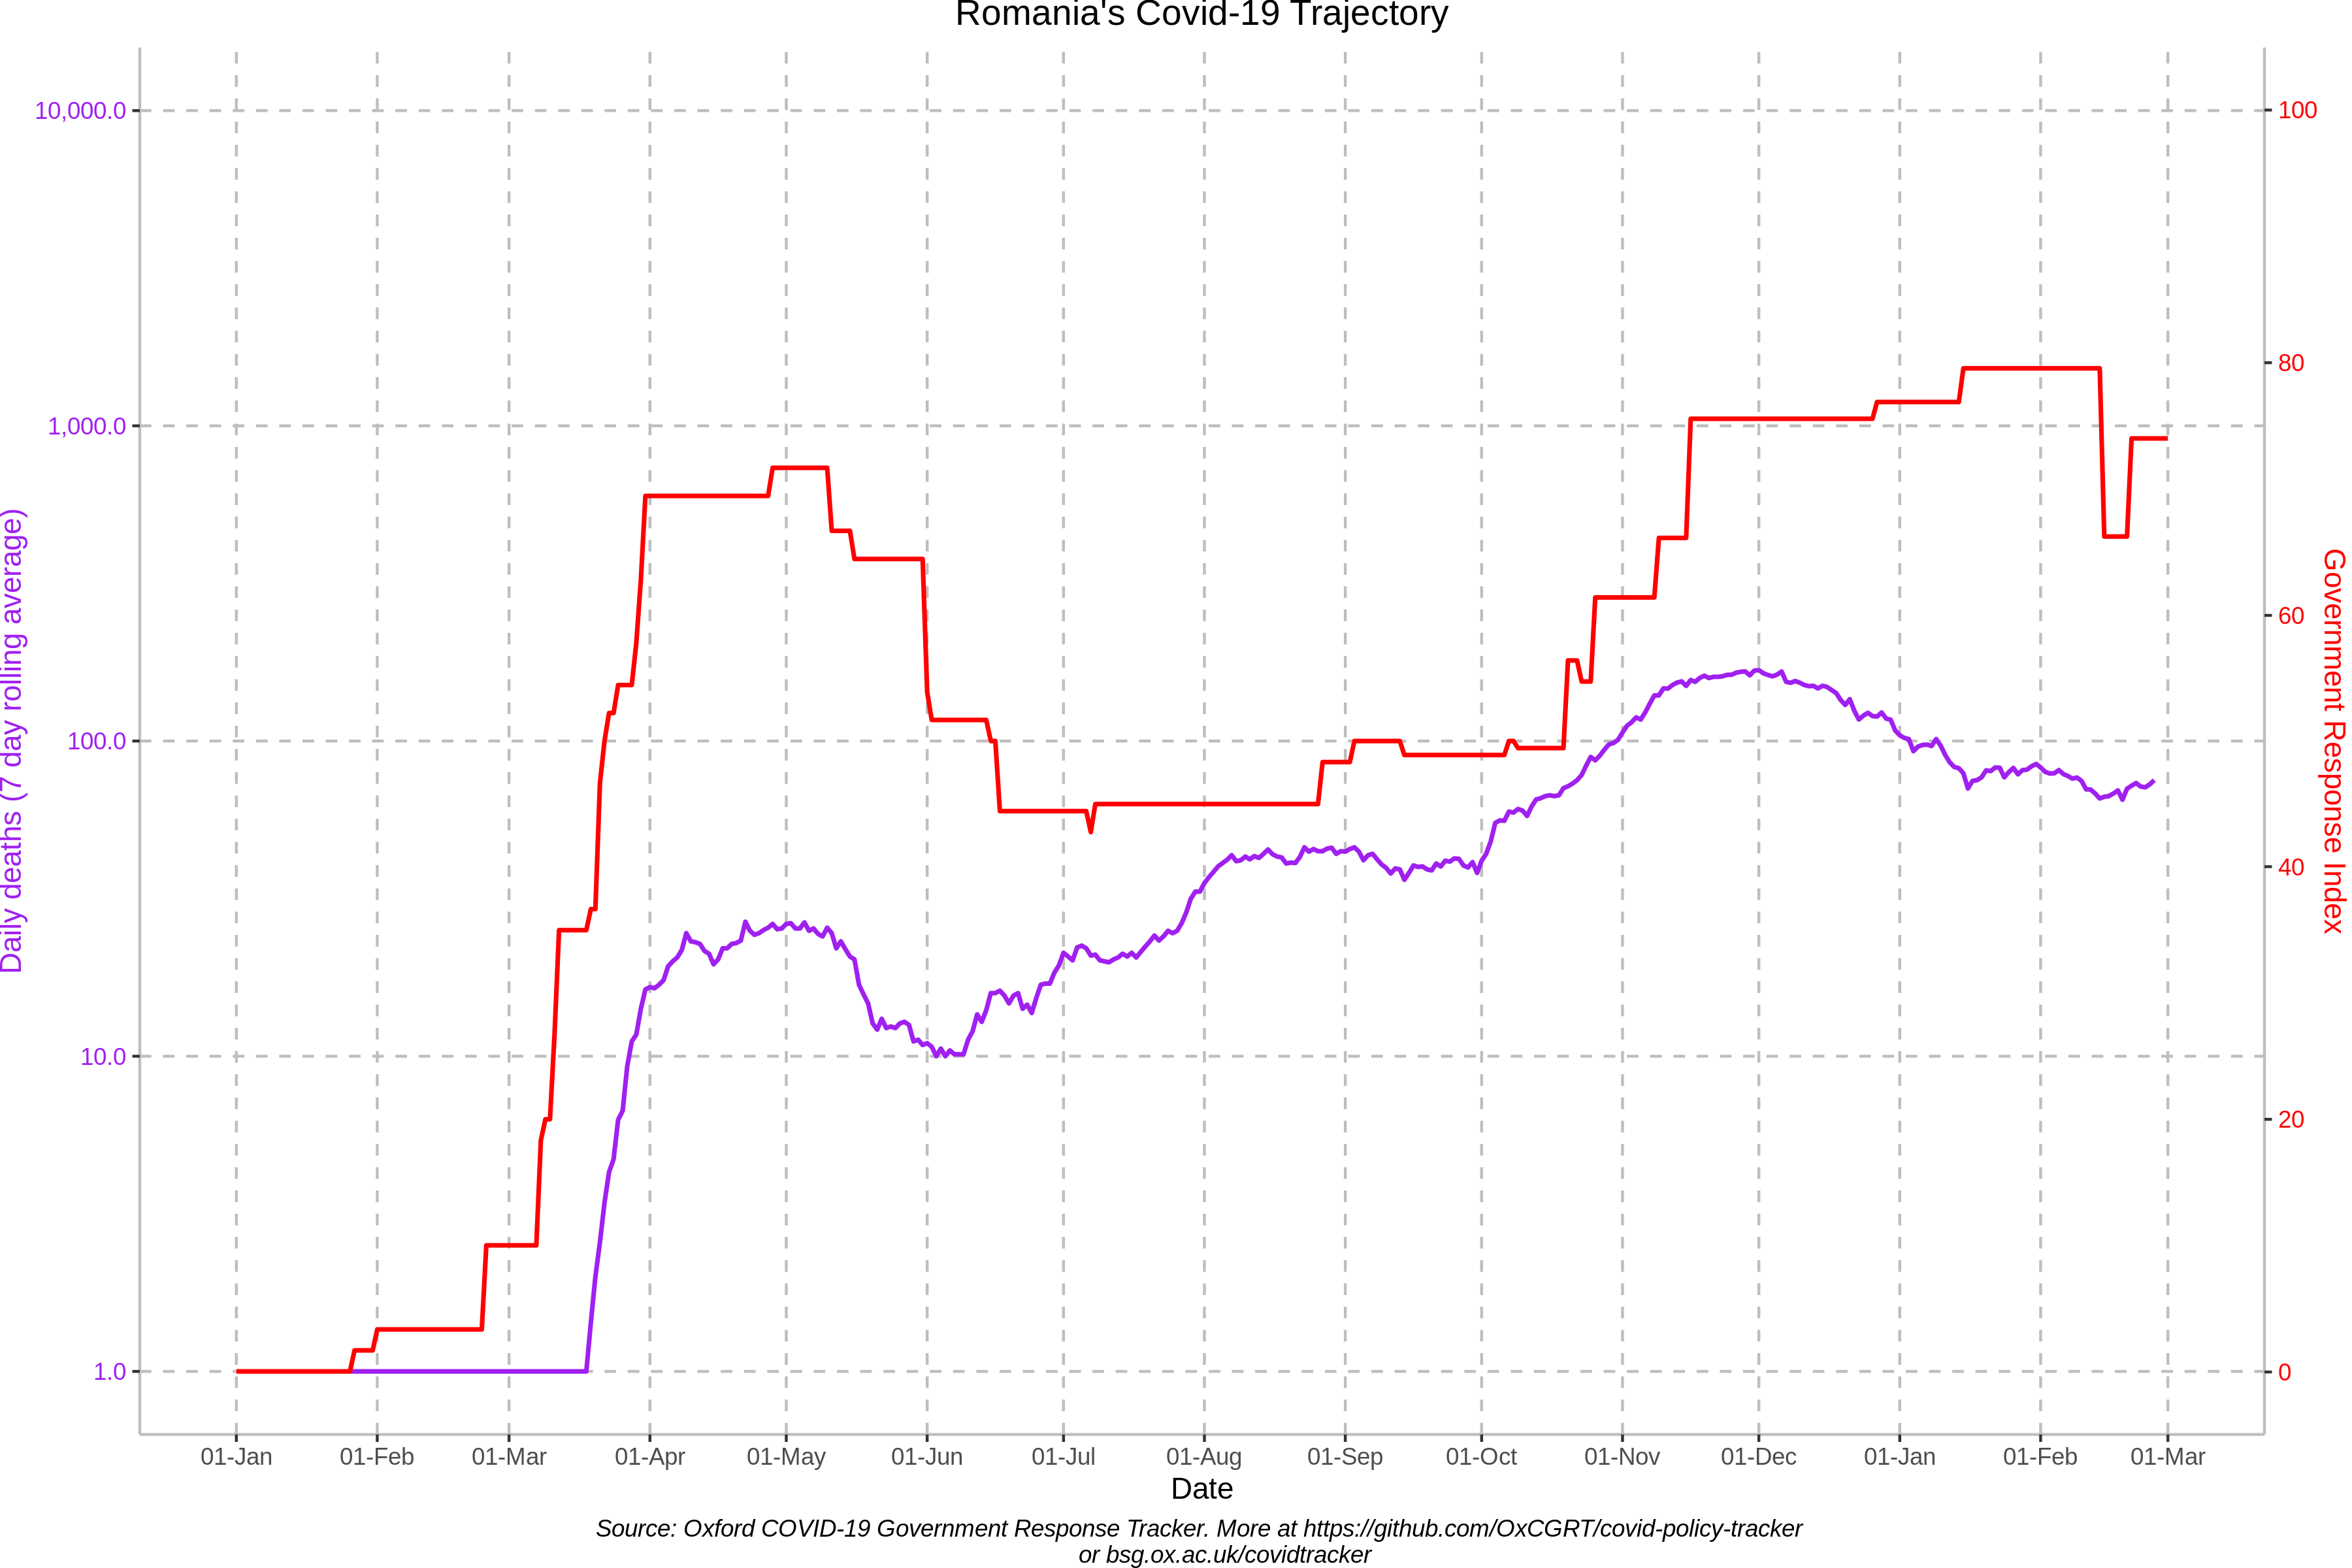 Romania's Covid-19 Trajectory
10,000.0
1,000.0
100.0
10.0
1.0
Daily deaths (7 day rolling average)
100
80
60
40
20
0
Government Response Index
01-Jan 01-Feb 01-Mar 01-Apr 01-May 01-Jun 01-Jul 01-Aug 01-Sep 01-Oct 01-Nov 01-Dec 01-Jan 01-Feb 01-Mar
Date
Source: Oxford COVID-19 Government Response Tracker. More at https://github.com/OxCGRT/covid-policy-tracker
or bsg.ox.ac.uk/covidtracker